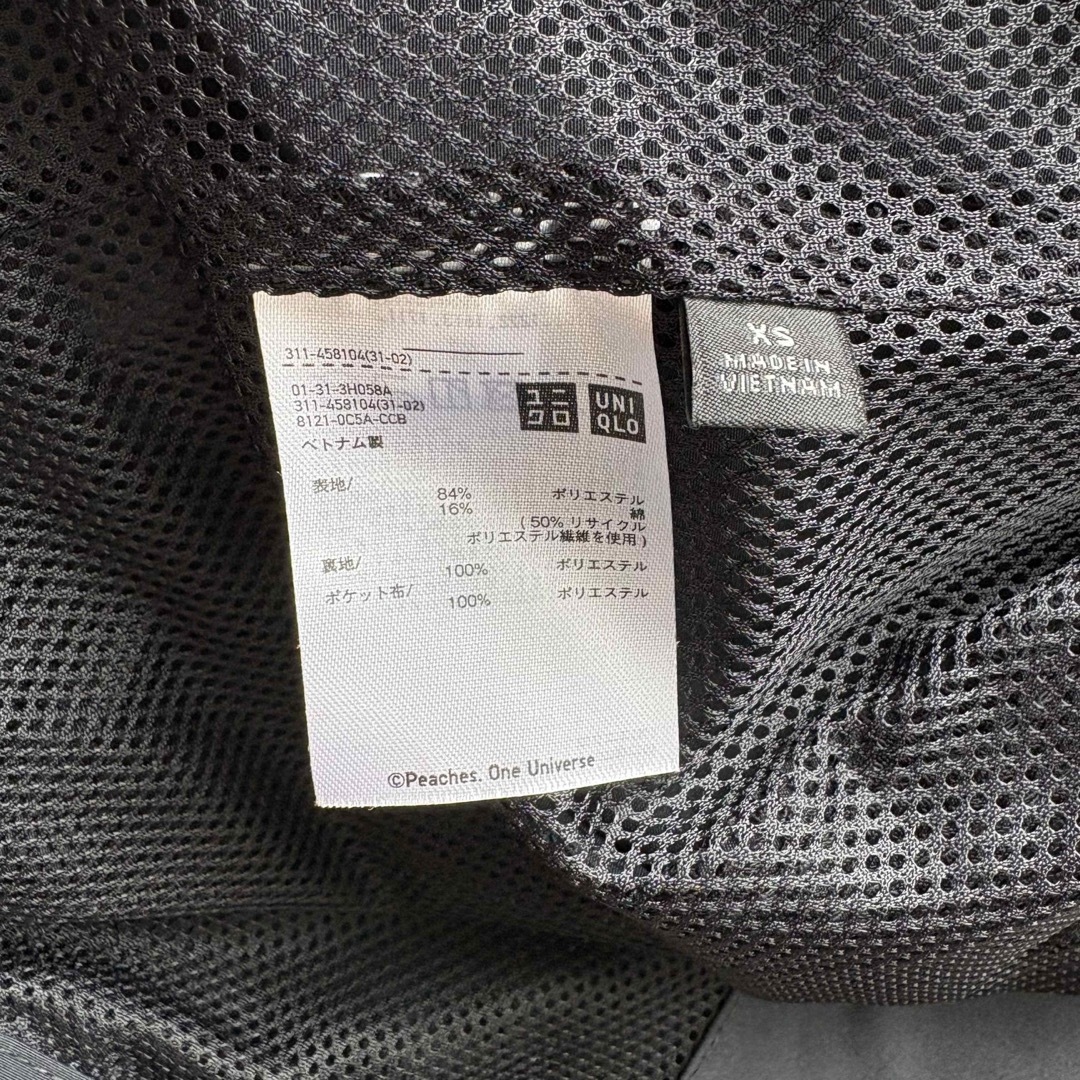 311-458104(31-02)
01-31-3H058A
311-458104(31-02)
8121-0C5A-CCB
ベトナム製
ユニ
クロ
UNI
QLO
表地/ 84% ポリエステル
16% 綿
( 50% リサイクル
ポリエステル繊維を使用 )
裏地/ 100% ポリエステル
ポケット布/ 100% ポリエステル
©Peaches. One Universe
XS
MADE IN
VIETNAM